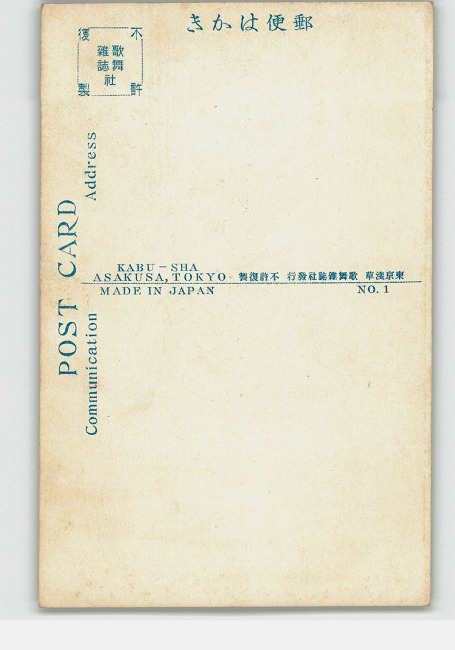 郵便はかき
不許
復製
歌舞
雜誌
社
POST CARD
Address
Communication
KABU-SHA
ASAKUSA, TOKYO
東京淺草 歌舞雜誌社發行 不許復製
MADE IN JAPAN
NO. 1